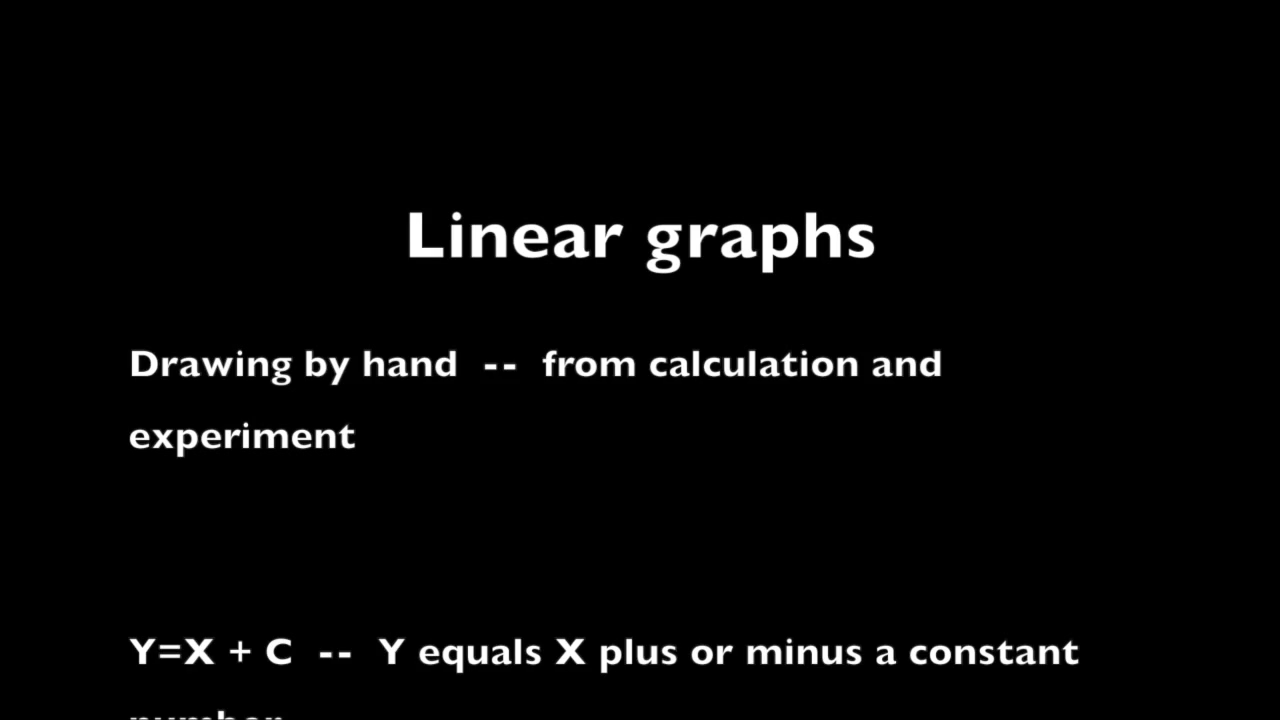 Linear graphs
Drawing by hand -- from calculation and
experiment
Y=X + C -- Y equals X plus or minus a constant